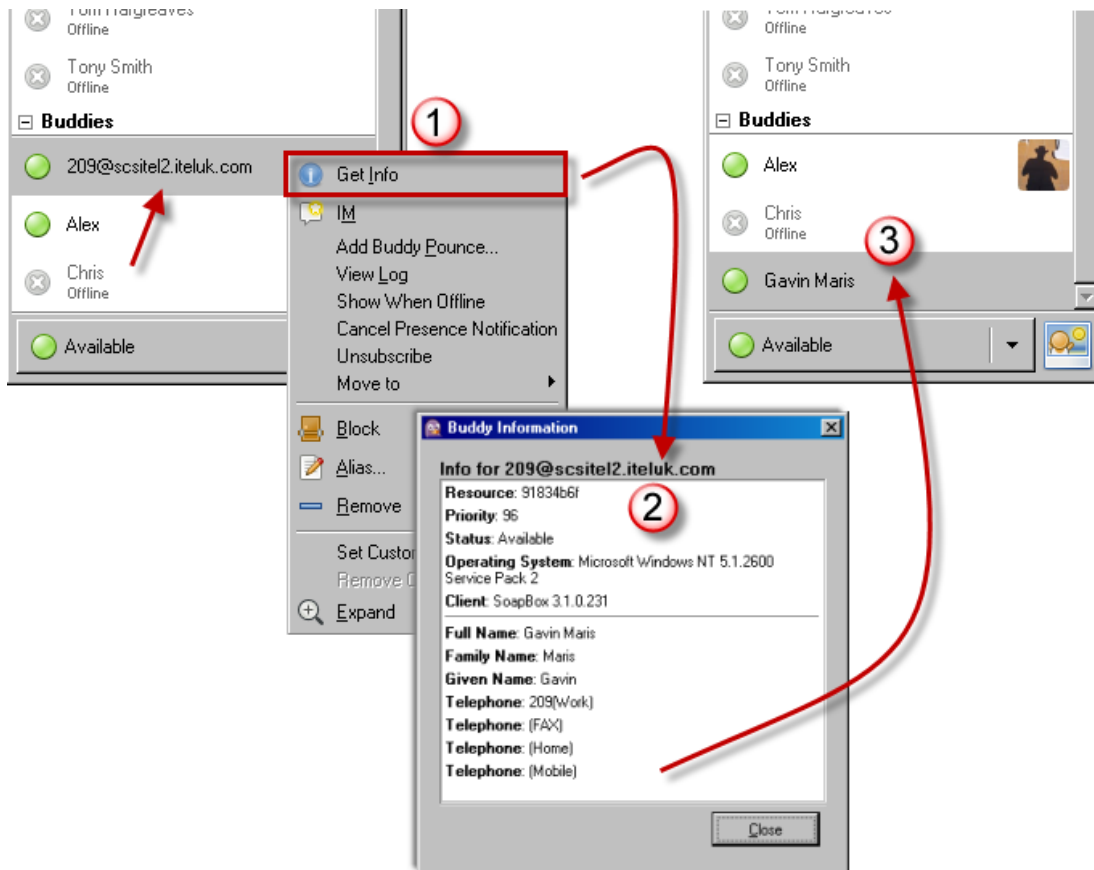 Offline
Tony Smith
Offline
Buddies
209@scsitel2.iteluk.com
Alex
Chris
Offline
Available
1
Get Info
IM
Add Buddy Pounce...
View Log
Show When Offline
Cancel Presence Notification
Unsubscribe
Move to
Block
Alias...
Remove
Set Custo
Remove
Expand
Buddy Information
Info for 209@scsitel2.iteluk.com
2
Resource: 91834b6f
Priority: 96
Status: Available
Operating System: Microsoft Windows NT 5.1.2600
Service Pack 2
Client: SoapBox 3.1.0.231
Full Name: Gavin Maris
Family Name: Maris
Given Name: Gavin
Telephone: 209(Work)
Telephone: (FAX)
Telephone: (Home)
Telephone: (Mobile)
Close
Offline
Tony Smith
Offline
Buddies
Alex
Chris
Offline
3
Gavin Maris
Available